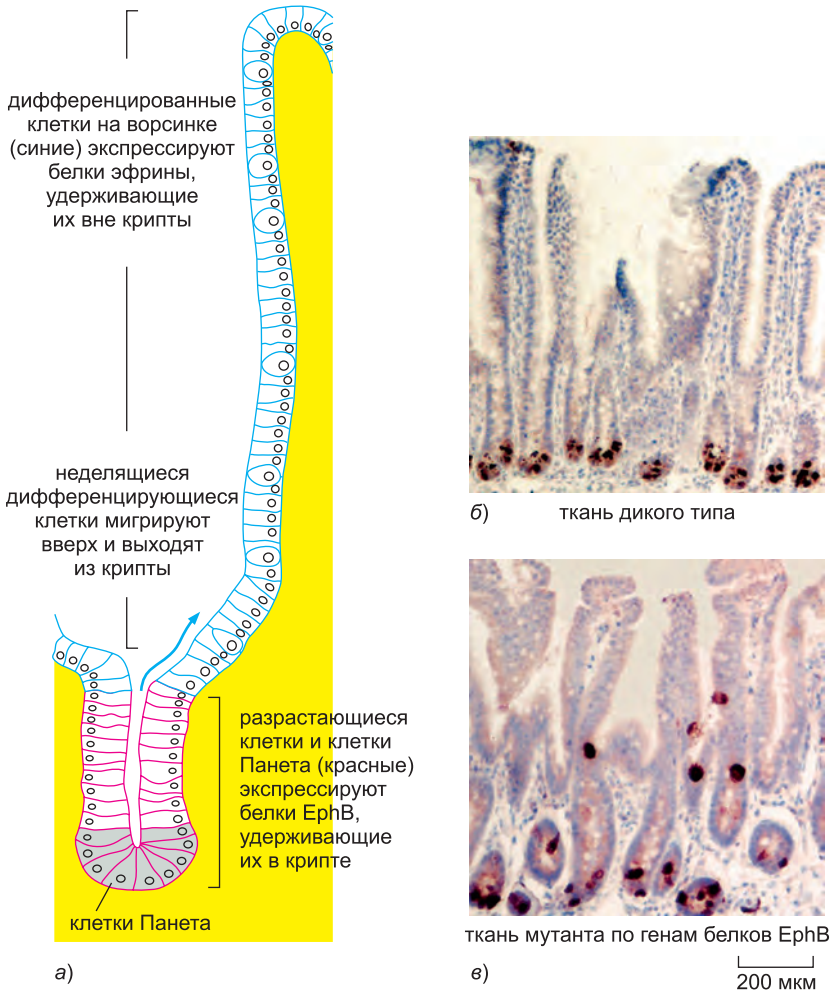 дифференцированные
клетки на ворсинке
(синие) экспрессируют
белки эфрины,
удерживающие
их вне крипты
неделящиеся
дифференцирующиеся
клетки мигрируют
вверх и выходят
из крипты
разрастающиеся
клетки и клетки
Панета (красные)
экспрессируют
белки EphB,
удерживающие
их в крипте
клетки Панета
а)
б) ткань дикого типа
ткань мутанта по генам белков EphB
в)
200 мкм